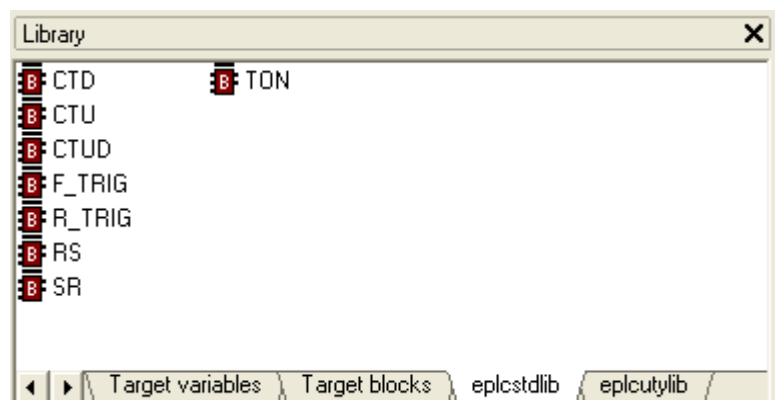 Library
CTD TON
CTU
CTUD
F_TRIG
R_TRIG
RS
SR
Target variables Target blocks eplcstdlib eplcutylib